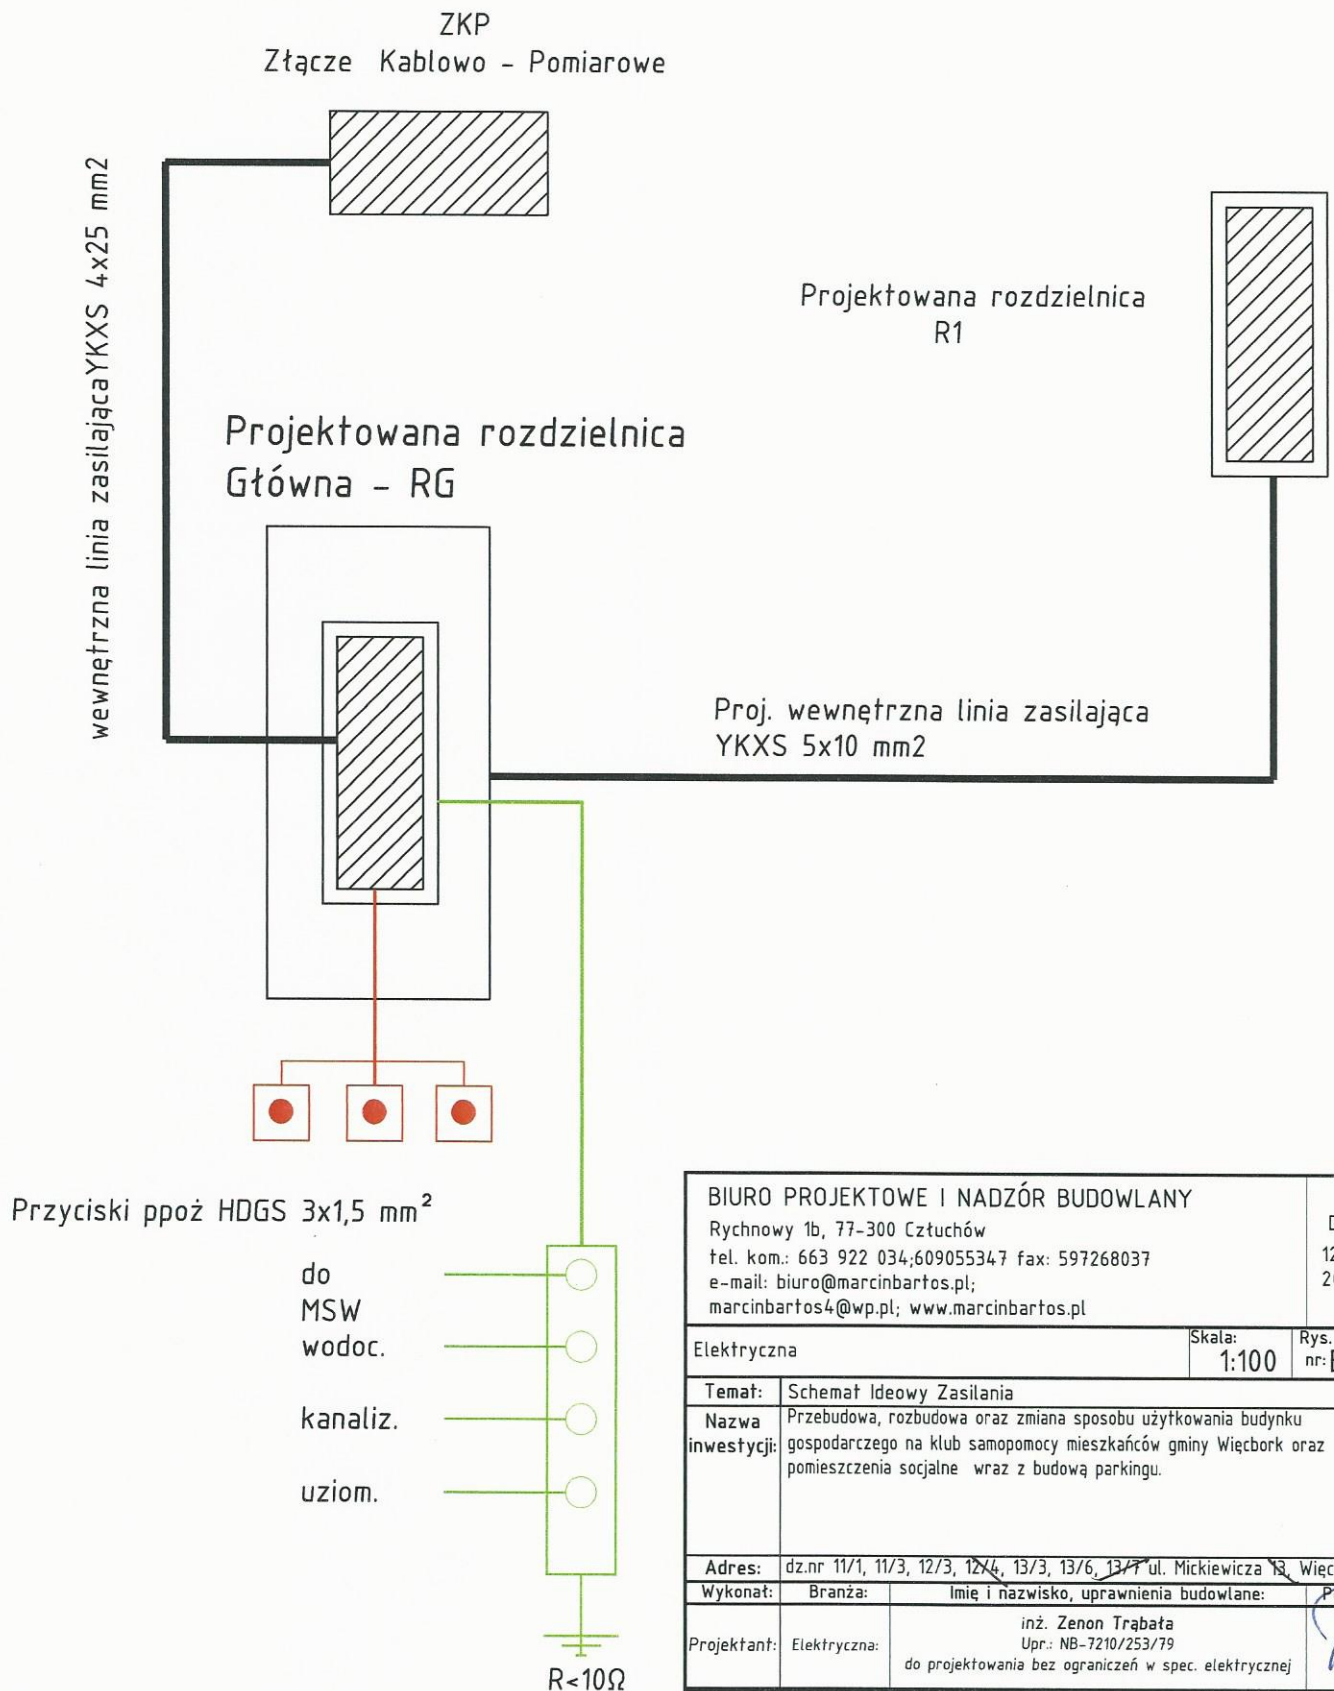 ZKP
Złącze Kablowo - Pomiarowe
wewnętrzna linia zasilającaYKXS 4x25 mm2
Projektowana rozdzielnica
R1
Projektowana rozdzielnica
Główna - RG
Proj. wewnętrzna linia zasilająca
YKXS 5x10 mm2
Przyciski ppoż HDGS 3x1,5 mm²
do
MSW
wodoc.
kanaliz.
uziom.
R<10Ω
BIURO PROJEKTOWE I NADZÓR BUDOWLANY
Rychnowy 1b, 77-300 Człuchów
tel. kom.: 663 922 034;609055347 fax: 597268037
e-mail: biuro@marcinbartos.pl;
marcinbartos4@wp.pl; www.marcinbartos.pl
Elektryczna
Skala:
1:100
Rys.
nr:
Temat: Schemat Ideowy Zasilania
Nazwa inwestycji:
Przebudowa, rozbudowa oraz zmiana sposobu użytkowania budynku
gospodarczego na klub samopomocy mieszkańców gminy Więcbork oraz
pomieszczenia socjalne wraz z budową parkingu.
Adres: dz.nr 11/1, 11/3, 12/3, 12/4, 13/3, 13/6, 13/7 ul. Mickiewicza 13, Więc
Wykonał: Branża: Imię i nazwisko, uprawnienia budowlane:
Projektant: Elektryczna:
inż. Zenon Trąbała
Upr.: NB-7210/253/79
do projektowania bez ograniczeń w spec. elektrycznej